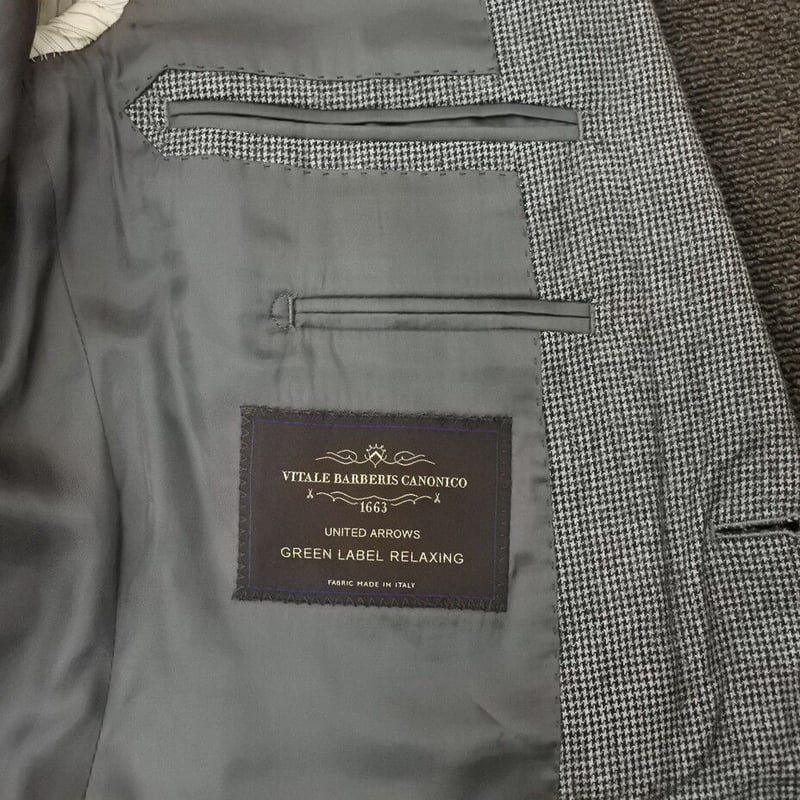 VITALE BARBERIS CANONICO
1663
UNITED ARROWS
GREEN LABEL RELAXING
FABRIC MADE IN ITALY